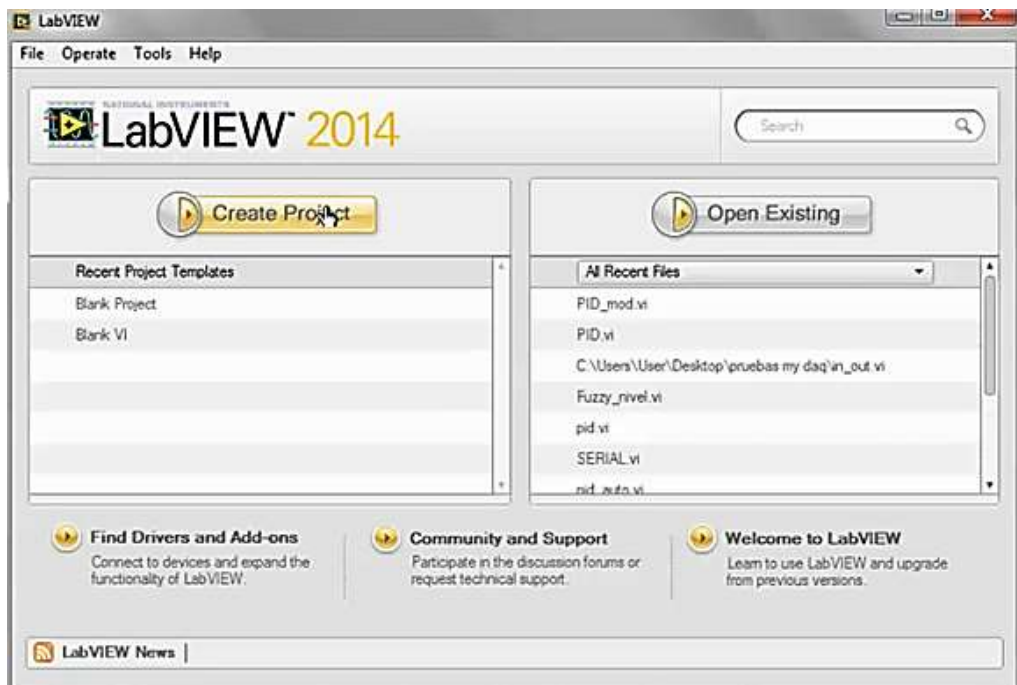 LabVIEW
File Operate Tools Help
NATIONAL INSTRUMENTS
LabVIEW™ 2014
Search
Create Project
Recent Project Templates
Blank Project
Blank VI
Open Existing
All Recent Files
PID_mod.vi
PID.vi
C:\Users\User\Desktop\pruebas my daq\in_out.vi
Fuzzy_nivel.vi
pid.vi
SERIAL.vi
pid_auto.vi
Find Drivers and Add-ons
Connect to devices and expand the
functionality of LabVIEW.
Community and Support
Participate in the discussion forums or
request technical support.
Welcome to LabVIEW
Learn to use LabVIEW and upgrade
from previous versions.
LabVIEW News